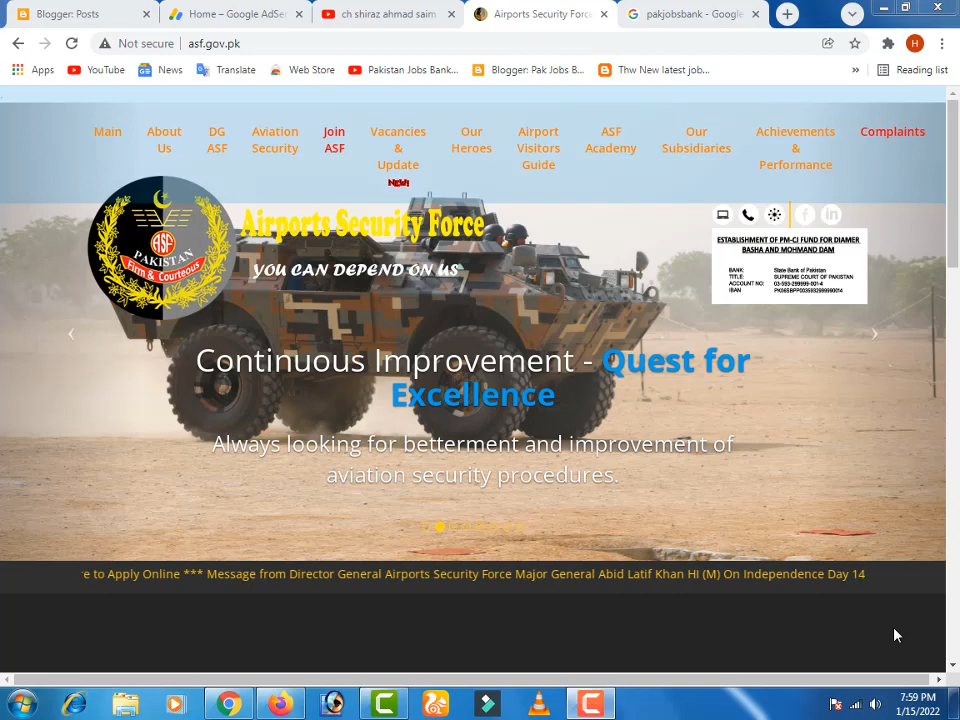 Blogger: Posts
Home – Google AdSen
ch shiraz ahmad saim
Airports Security Force
pakjobsbank - Google
Not secure
asf.gov.pk
H
Apps
YouTube
News
Translate
Web Store
Pakistan Jobs Bank...
Blogger: Pak Jobs B...
Thw New latest job...
»
Reading list
Main
About
Us
DG
ASF
Aviation
Security
Join
ASF
Vacancies
&
Update
New!
Our
Heroes
Airport
Visitors
Guide
ASF
Academy
Our
Subsidiaries
Achievements
&
Performance
Complaints
ASF
PAKISTAN
Firm & Courteous
Airports Security Force
YOU CAN DEPEND ON US
ESTABLISHMENT OF PM-CJ FUND FOR DIAMER
BASHA AND MOHMAND DAM
BANK: State Bank of Pakistan
TITLE: SUPREME COURT OF PAKISTAN
ACCOUNT NO: 03-593-299999-001-4
IBAN
Continuous Improvement - Quest for
Excellence
Always looking for betterment and improvement of
aviation security procedures.
re to Apply Online *** Message from Director General Airports Security Force Major General Abid Latif Khan HI (M) On Independence Day 14
7:59 PM
1/15/2022